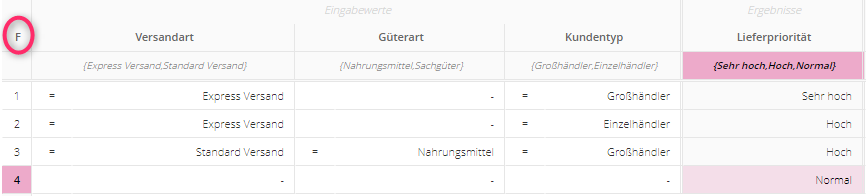 Eingabewerte Ergebnisse
F Versandart Güterart Kundentyp Lieferpriorität
{Express Versand,Standard Versand} {Nahrungsmittel,Sachgüter} {Großhändler,Einzelhändler} {Sehr hoch,Hoch,Normal}
1 = Express Versand - = Großhändler Sehr hoch
2 = Express Versand - = Einzelhändler Hoch
3 = Standard Versand = Nahrungsmittel = Großhändler Hoch
4 - - - Normal